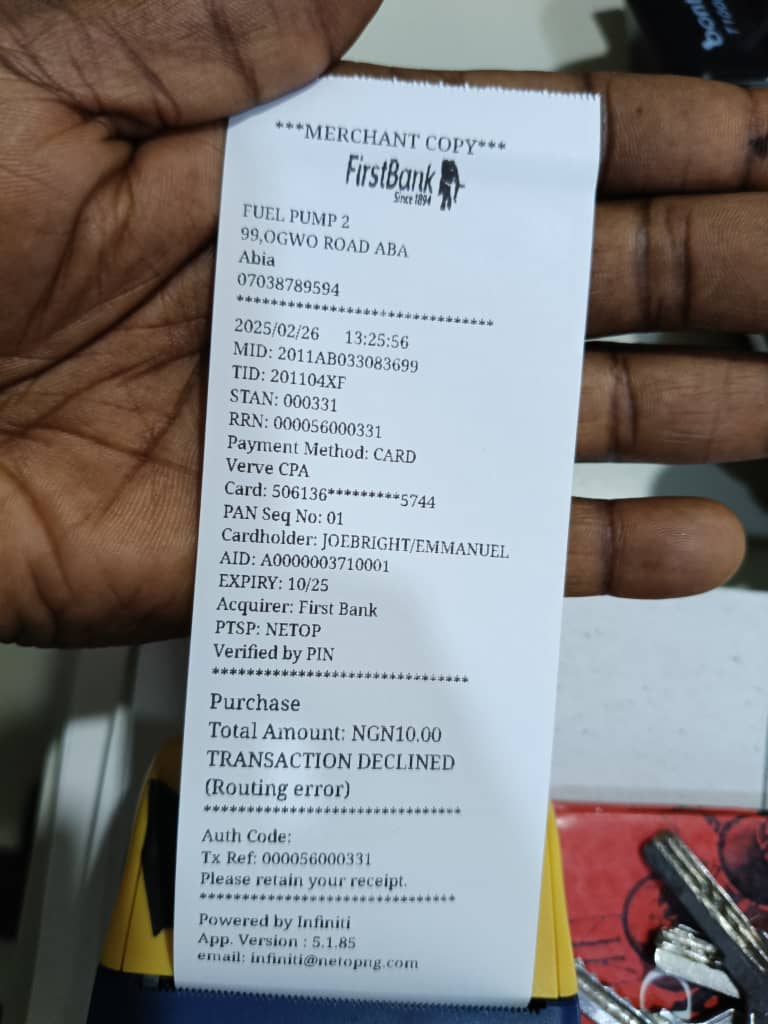 ***MERCHANT COPY***
FirstBank
Since 1894
FUEL PUMP 2
99,OGWO ROAD ABA
Abia
07038789594
******************************
2025/02/26 13:25:56
MID: 2011AB033083699
TID: 201104XF
STAN: 000331
RRN: 000056000331
Payment Method: CARD
Verve CPA
Card: 506136*********5744
PAN Seq No: 01
Cardholder: JOEBRIGHT/EMMANUEL
AID: A0000003710001
EXPIRY: 10/25
Acquirer: First Bank
PTSP: NETOP
Verified by PIN
******************************
Purchase
Total Amount: NGN10.00
TRANSACTION DECLINED
(Routing error)
******************************
Auth Code:
Tx Ref: 000056000331
Please retain your receipt.
******************************
Powered by Infiniti
App. Version : 5.1.85
email: infiniti@netopng.com